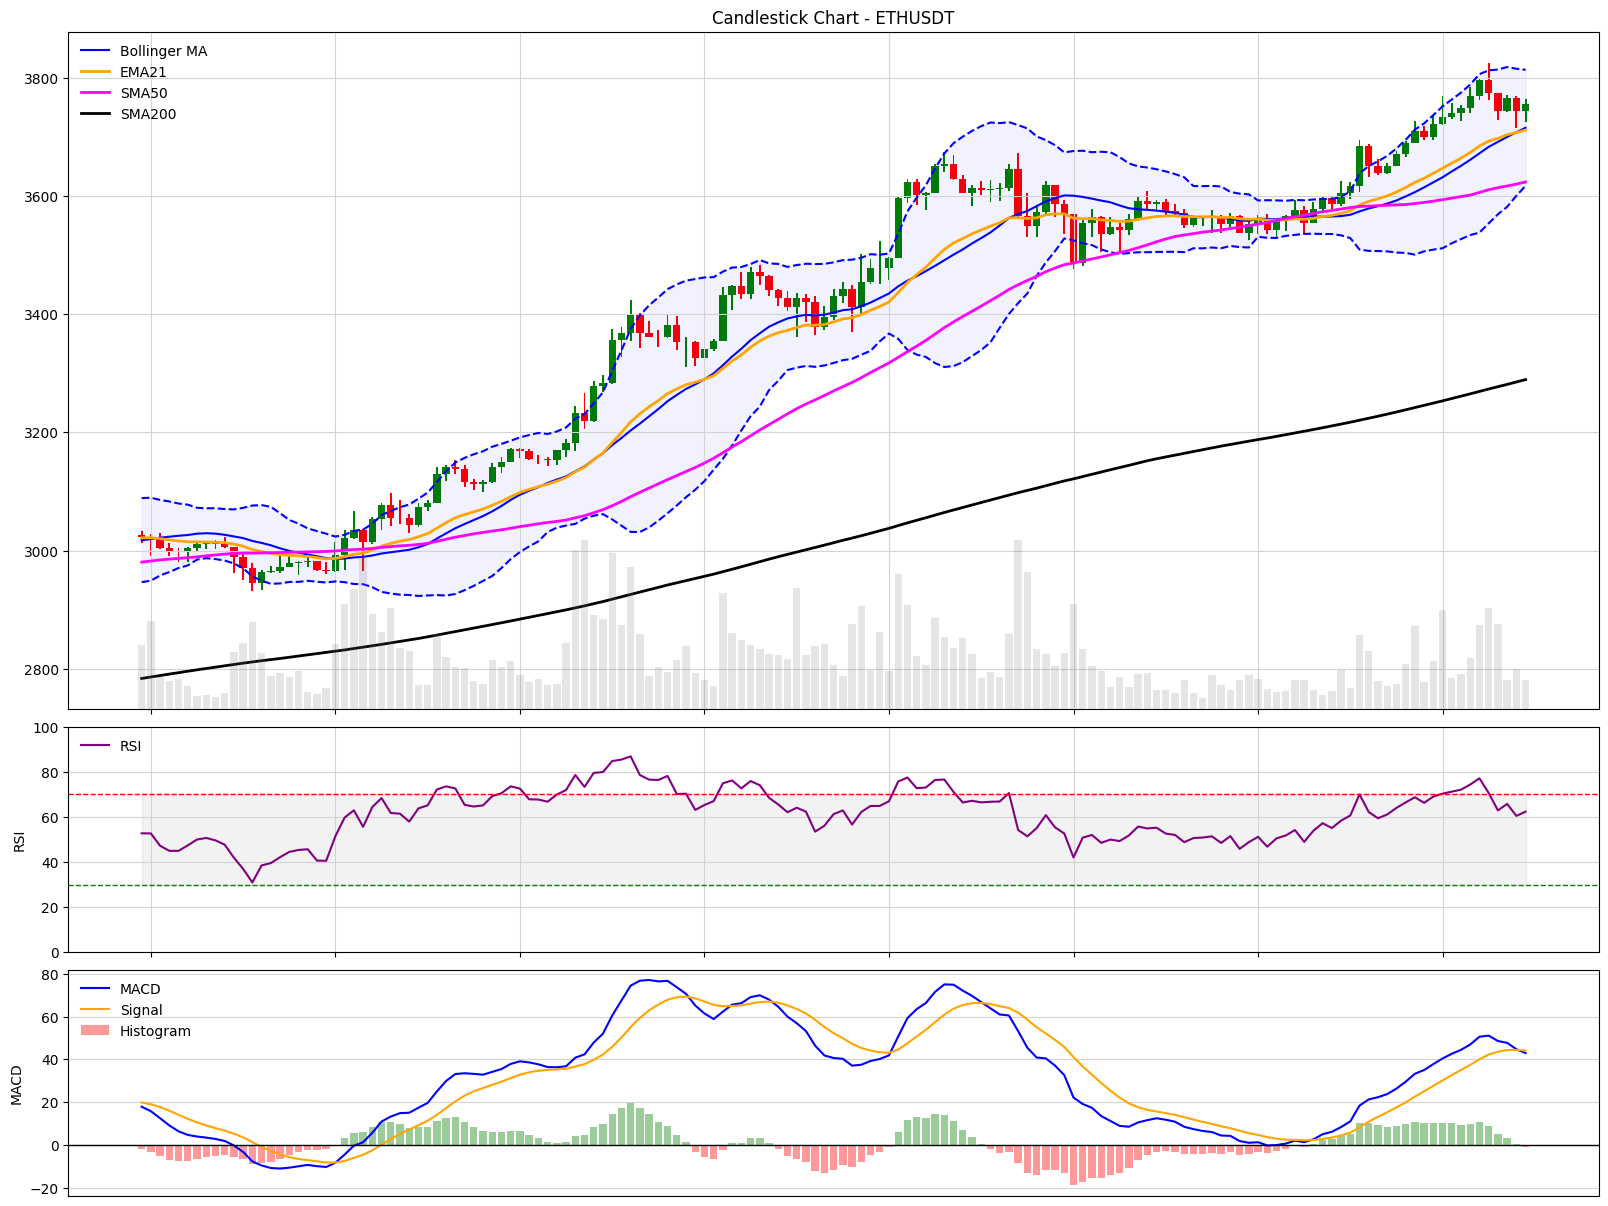 Candlestick Chart - ETHUSDT
Bollinger MA
EMA21
SMA50
SMA200
3800
3600
3400
3200
3000
2800
RSI
100
80
60
40
20
0
RSI
MACD
Signal
Histogram
80
60
40
20
0
−20
MACD